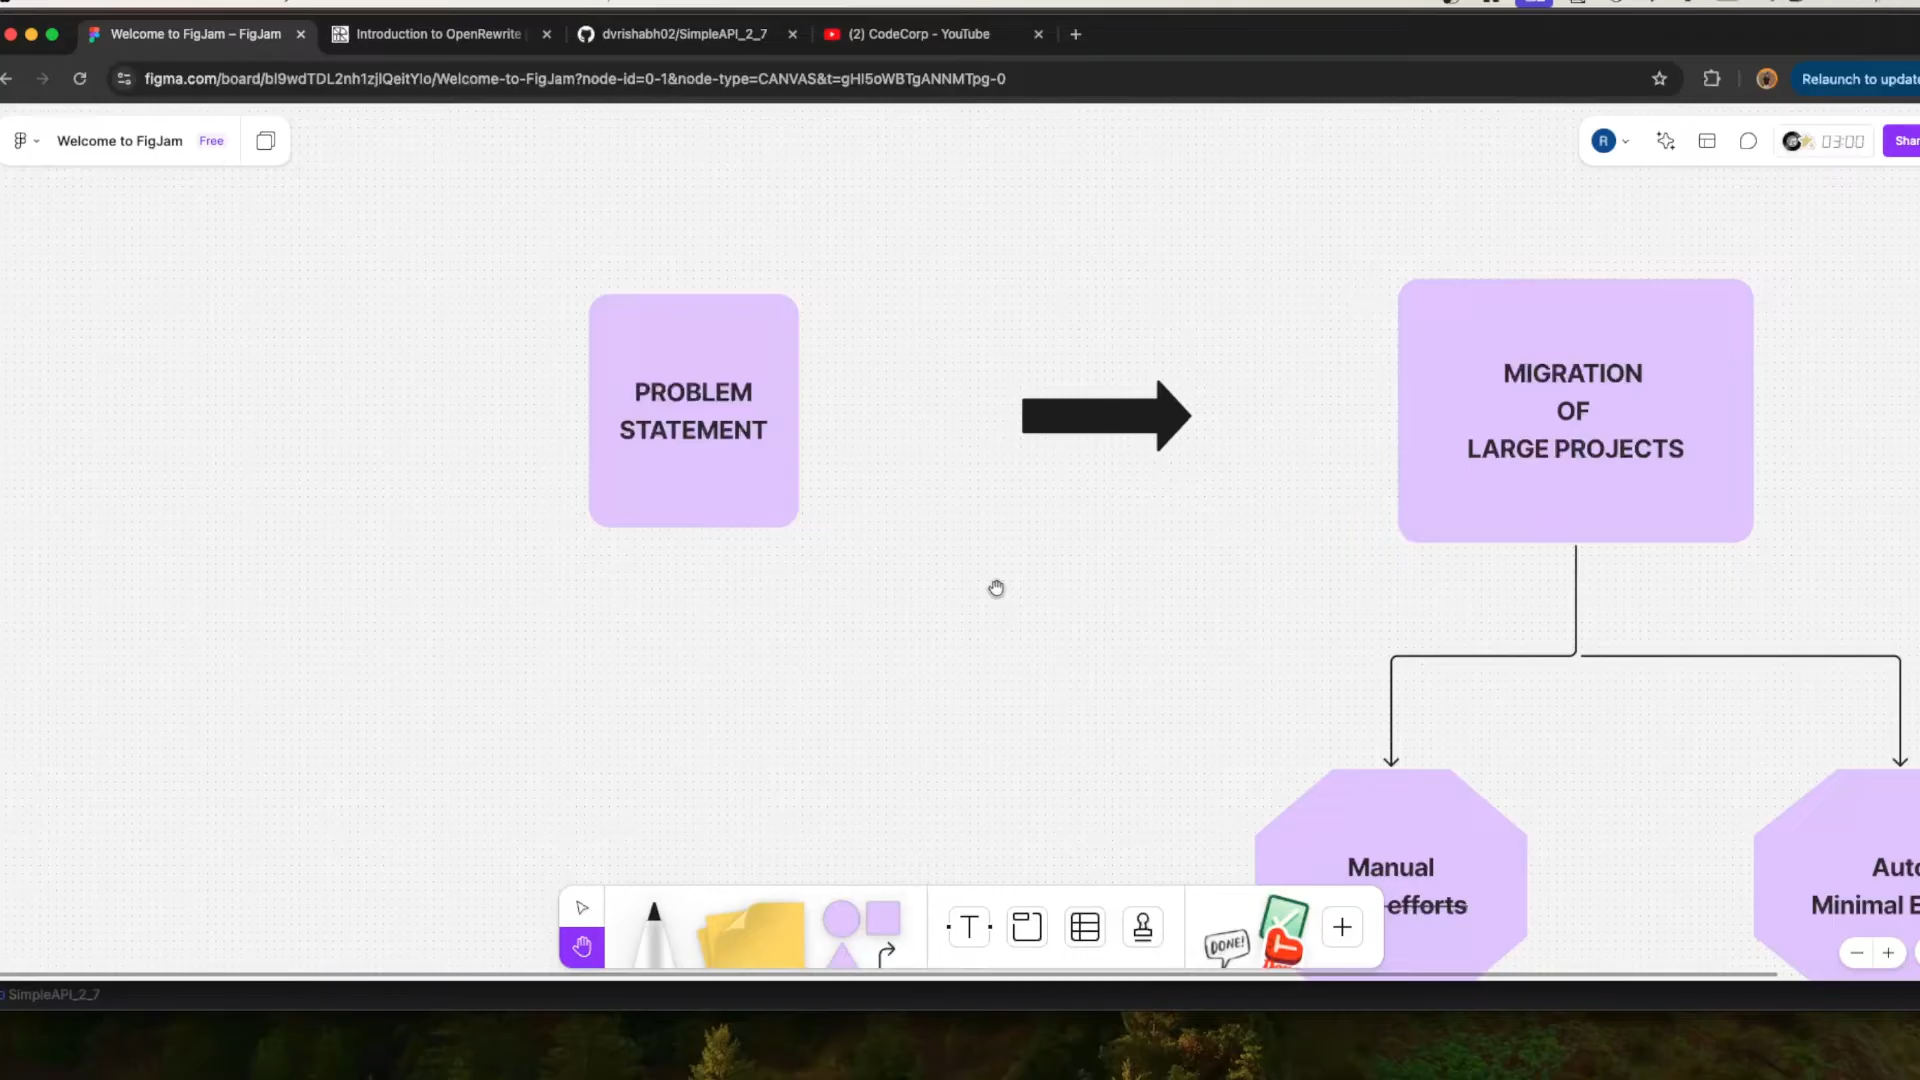 Welcome to FigJam – FigJam
Introduction to OpenRewrite
dvrishabh02/SimpleAPI_2_7
(2) CodeCorp - YouTube
figma.com/board/bI9wdTDL2nh1zjIQeitYIo/Welcome-to-FigJam?node-id=0-1&node-type=CANVAS&t=gHI5oWBTgANNMTpg-0
Relaunch to update
Welcome to FigJam Free
R
03:00
Shar
PROBLEM
STATEMENT
MIGRATION
OF
LARGE PROJECTS
Manual
efforts
Auto
Minimal E
T
DONE!
SimpleAPI_2_7